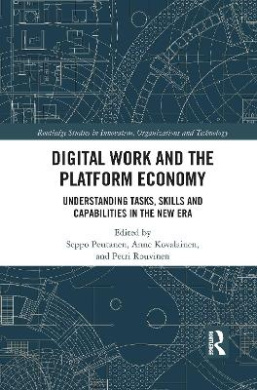 Routledge Studies in Innovation, Organizations and Technology
DIGITAL WORK AND THE
PLATFORM ECONOMY
UNDERSTANDING TASKS, SKILLS AND
CAPABILITIES IN THE NEW ERA
Edited by
Seppo Poutanen, Anne Kovalainen,
and Petri Rouvinen
R
ROUTLEDGE